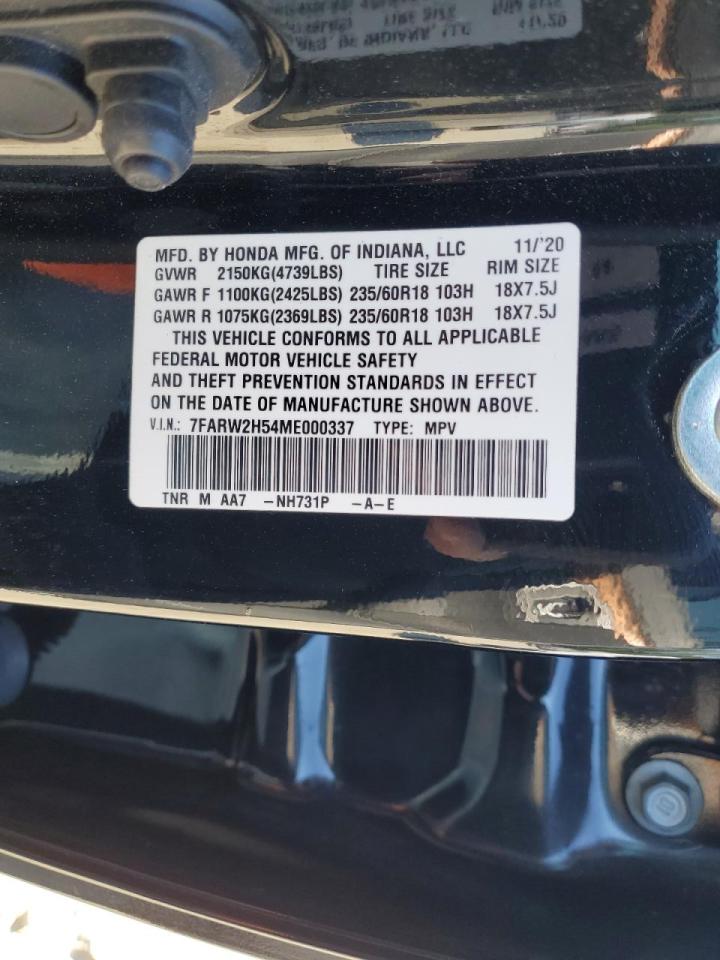 MFD. BY HONDA MFG. OF INDIANA, LLC 11/'20
GVWR 2150KG(4739LBS) TIRE SIZE RIM SIZE
GAWR F 1100KG(2425LBS) 235/60R18 103H 18X7.5J
GAWR R 1075KG(2369LBS) 235/60R18 103H 18X7.5J
THIS VEHICLE CONFORMS TO ALL APPLICABLE
FEDERAL MOTOR VEHICLE SAFETY
AND THEFT PREVENTION STANDARDS IN EFFECT
ON THE DATE OF MANUFACTURE SHOWN ABOVE.
V.I.N.: 7FARW2H54ME000337 TYPE: MPV
TNR M AA7 -NH731P -A-E
10